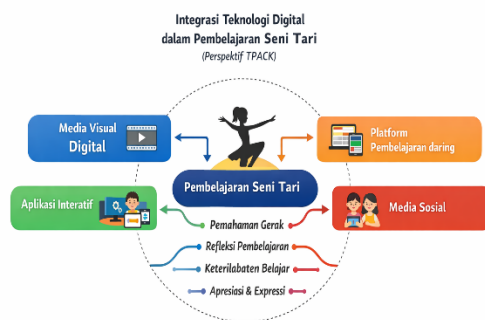 Integrasi Teknologi Digital
dalam Pembelajaran Seni Tari
(Perspektif TPACK)
Media Visual
Digital
Platform
Pembelajaran daring
Pembelajaran Seni Tari
Aplikasi Interatif
Media Sosial
Pemahaman Gerak
Refleksi Pembelajaran
Keterilabaten Belajar
Apresiasi & Expressi